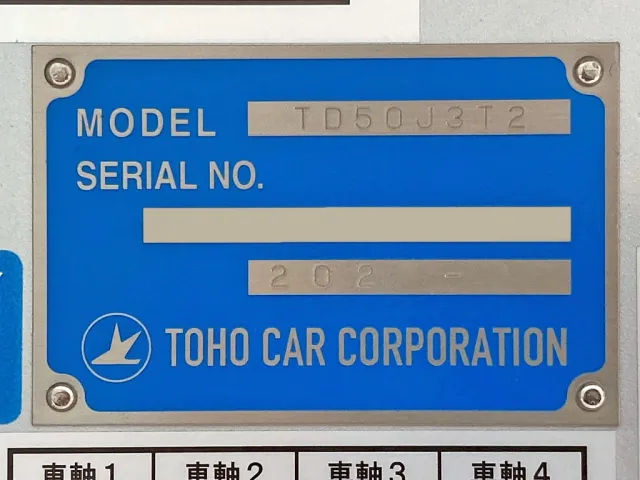 MODEL TD50J3T2
SERIAL NO.
TOHO CAR CORPORATION
車軸1 車軸2 車軸3 車軸4